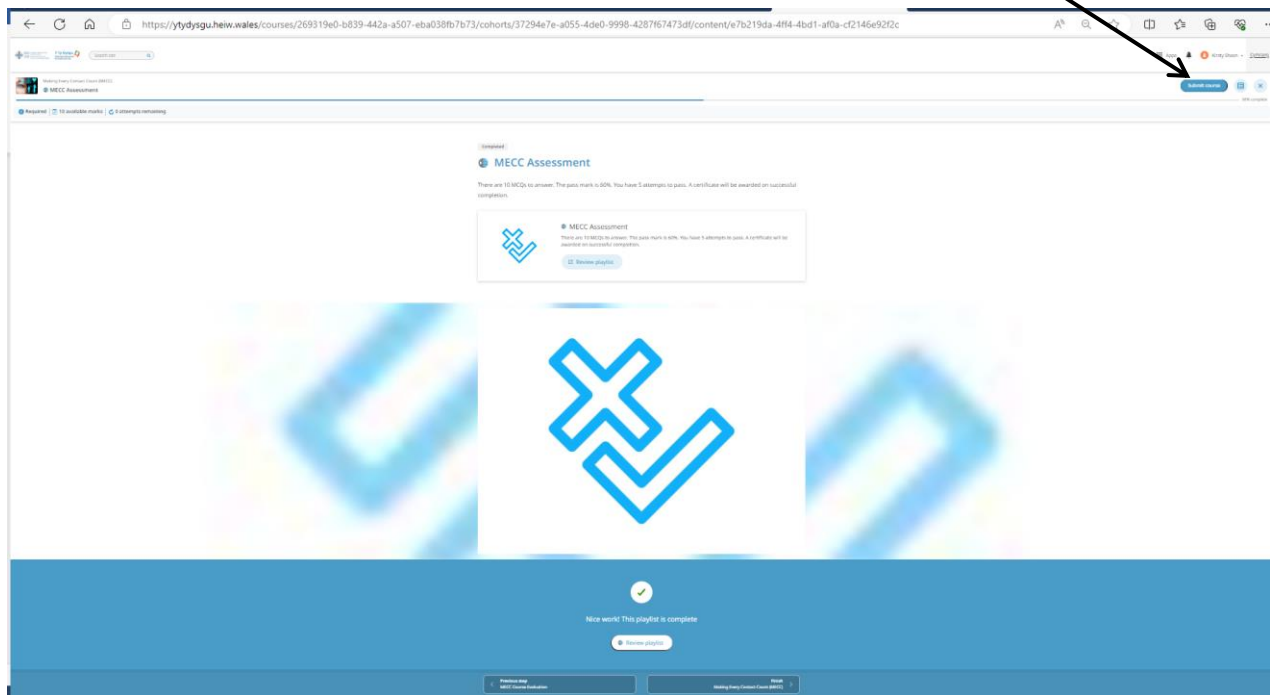 https://ytydysgu.heiw.wales/courses/269319e0-b839-442a-a507-eba038fb7b73/cohorts/37294e7e-a055-4de0-9998-4287f67473df/content/e7b219da-4ff4-4bd1-af0a-cf2146e92f2c
Making Every Contact Count (MECC)
MECC Assessment
Submit course
Required | 10 available marks | 0 attempts remaining
Completed
MECC Assessment
There are 10 MCQs to answer. The pass mark is 60%. You have 5 attempts to pass. A certificate will be awarded on successful
completion.
MECC Assessment
There are 10 MCQs to answer. The pass mark is 60%. You have 5 attempts to pass. A certificate will be
awarded on successful completion.
Review playlist
Nice work! This playlist is complete
Review playlist
Previous step
MECC Course Evaluation
Finish
Making Every Contact Count (MECC)